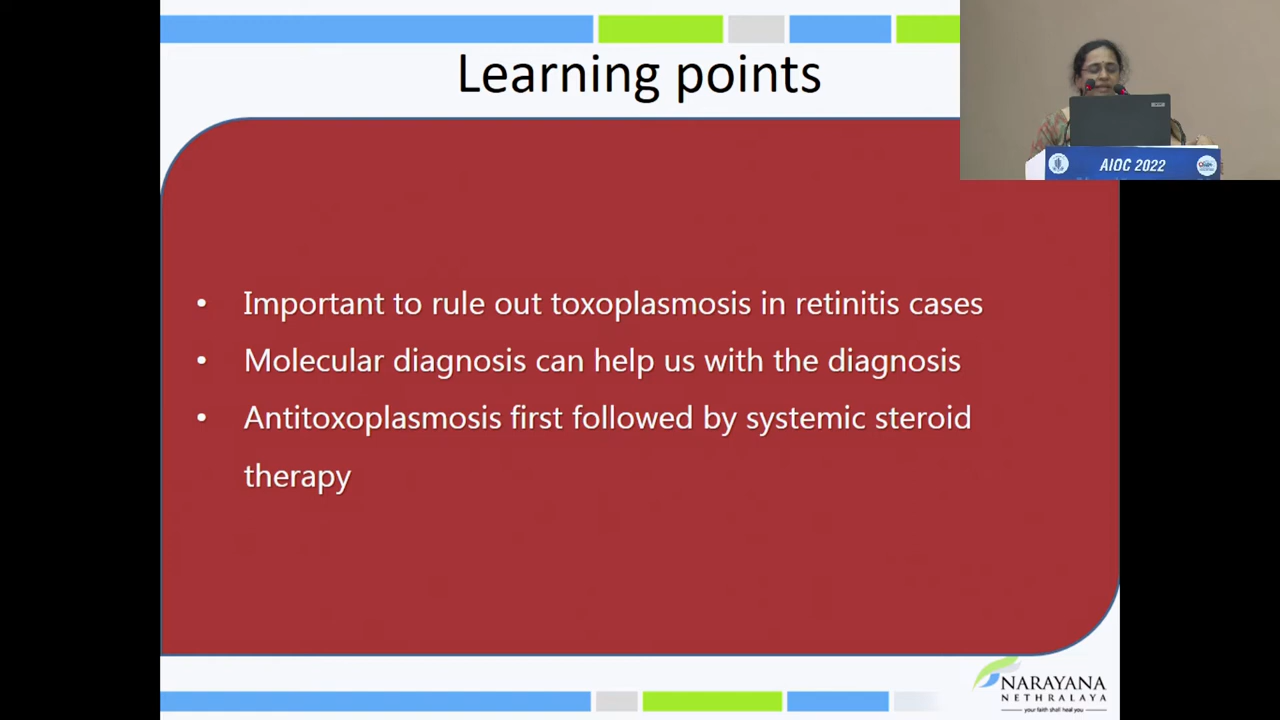 Learning points
AIOC 2022
• Important to rule out toxoplasmosis in retinitis cases
• Molecular diagnosis can help us with the diagnosis
• Antitoxoplasmosis first followed by systemic steroid
therapy
NARAYANA
NETHRALAYA
your faith shall heal you